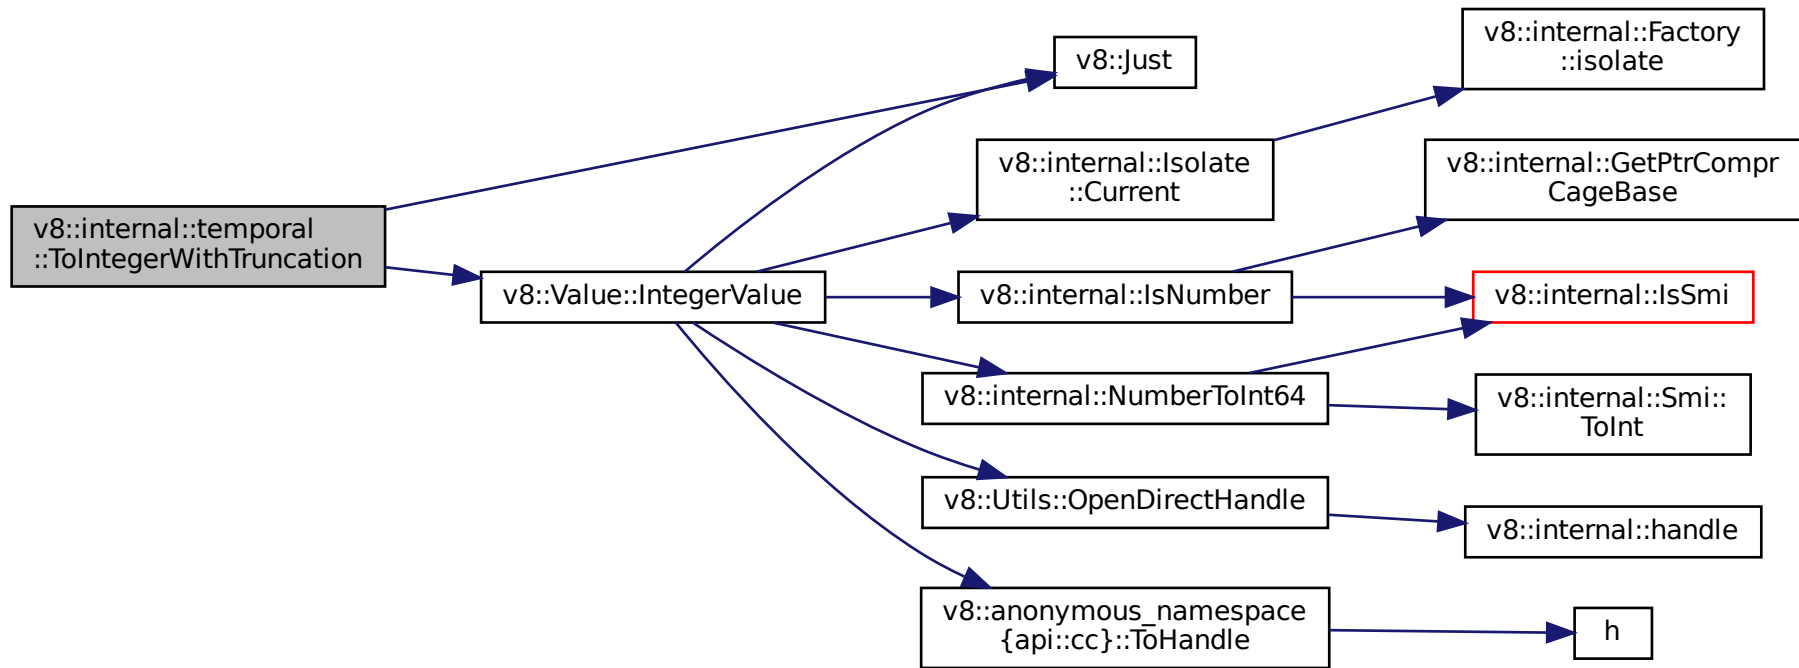 v8::internal::temporal
::ToIntegerWithTruncation
v8::Just
v8::Value::IntegerValue
v8::internal::Isolate
::Current
v8::internal::Factory
::isolate
v8::internal::IsNumber
v8::internal::GetPtrCompr
CageBase
v8::internal::IsSmi
v8::internal::NumberToInt64
v8::internal::Smi::
ToInt
v8::Utils::OpenDirectHandle
v8::internal::handle
v8::anonymous_namespace
{api::cc}::ToHandle
h